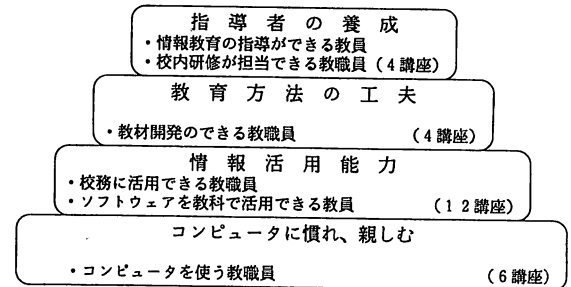 指導者の養成
・情報教育の指導ができる教員
・校内研修が担当できる教職員（4講座）
教育方法の工夫
・教材開発のできる教職員（4講座）
情報活用能力
・校務に活用できる教職員
・ソフトウェアを教科で活用できる教員（12講座）
コンピュータに慣れ、親しむ
・コンピュータを使う教職員（6講座）